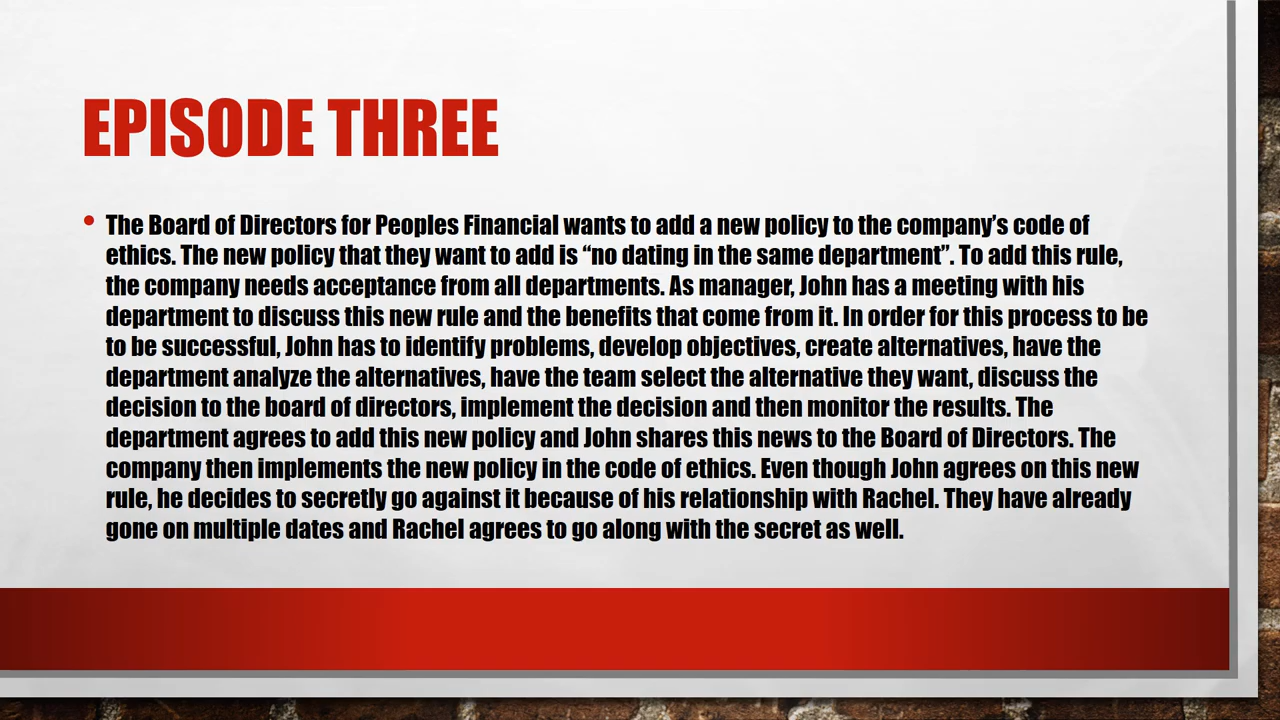 EPISODE THREE
• The Board of Directors for Peoples Financial wants to add a new policy to the company’s code of
ethics. The new policy that they want to add is “no dating in the same department”. To add this rule,
the company needs acceptance from all departments. As manager, John has a meeting with his
department to discuss this new rule and the benefits that come from it. In order for this process to be
to be successful, John has to identify problems, develop objectives, create alternatives, have the
department analyze the alternatives, have the team select the alternative they want, discuss the
decision to the board of directors, implement the decision and then monitor the results. The
department agrees to add this new policy and John shares this news to the Board of Directors. The
company then implements the new policy in the code of ethics. Even though John agrees on this new
rule, he decides to secretly go against it because of his relationship with Rachel. They have already
gone on multiple dates and Rachel agrees to go along with the secret as well.